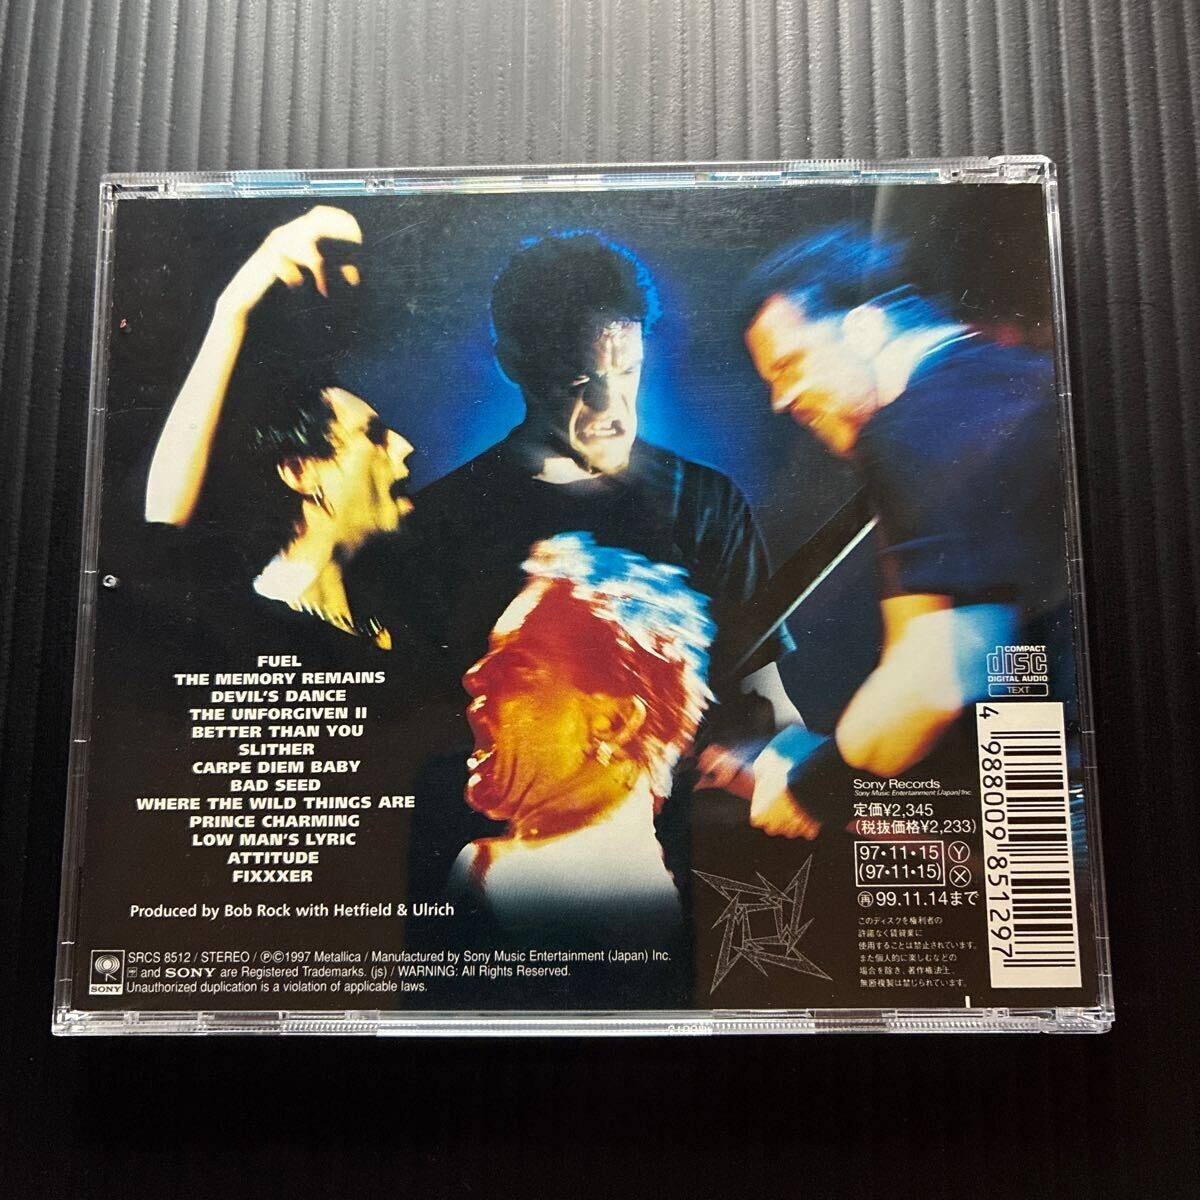 FUEL
THE MEMORY REMAINS
DEVIL'S DANCE
THE UNFORGIVEN II
BETTER THAN YOU
SLITHER
CARPE DIEM BABY
BAD SEED
WHERE THE WILD THINGS ARE
PRINCE CHARMING
LOW MAN'S LYRIC
ATTITUDE
FIXXXER
Produced by Bob Rock with Hetfield & Ulrich
SONY
SRCS 8512 / STEREO / ℗©1997 Metallica / Manufactured by Sony Music Entertainment (Japan) Inc.
and SONY are Registered Trademarks. (js) / WARNING: All Rights Reserved.
Unauthorized duplication is a violation of applicable laws.
COMPACT
disc
DIGITAL AUDIO
TEXT
Sony Records
Sony Music Entertainment (Japan) Inc.
定価¥2,345
(税抜価格¥2,233)
97・11・15 Ⓨ
(97・11・15) Ⓧ
㊢99.11.14まで
このディスクを権利者の
許諾なく賃貸業に
使用することは禁止されています。
また個人的に楽しむなどの
場合を除き、著作権法上、
無断複製は禁じられています。
4 988009 851297